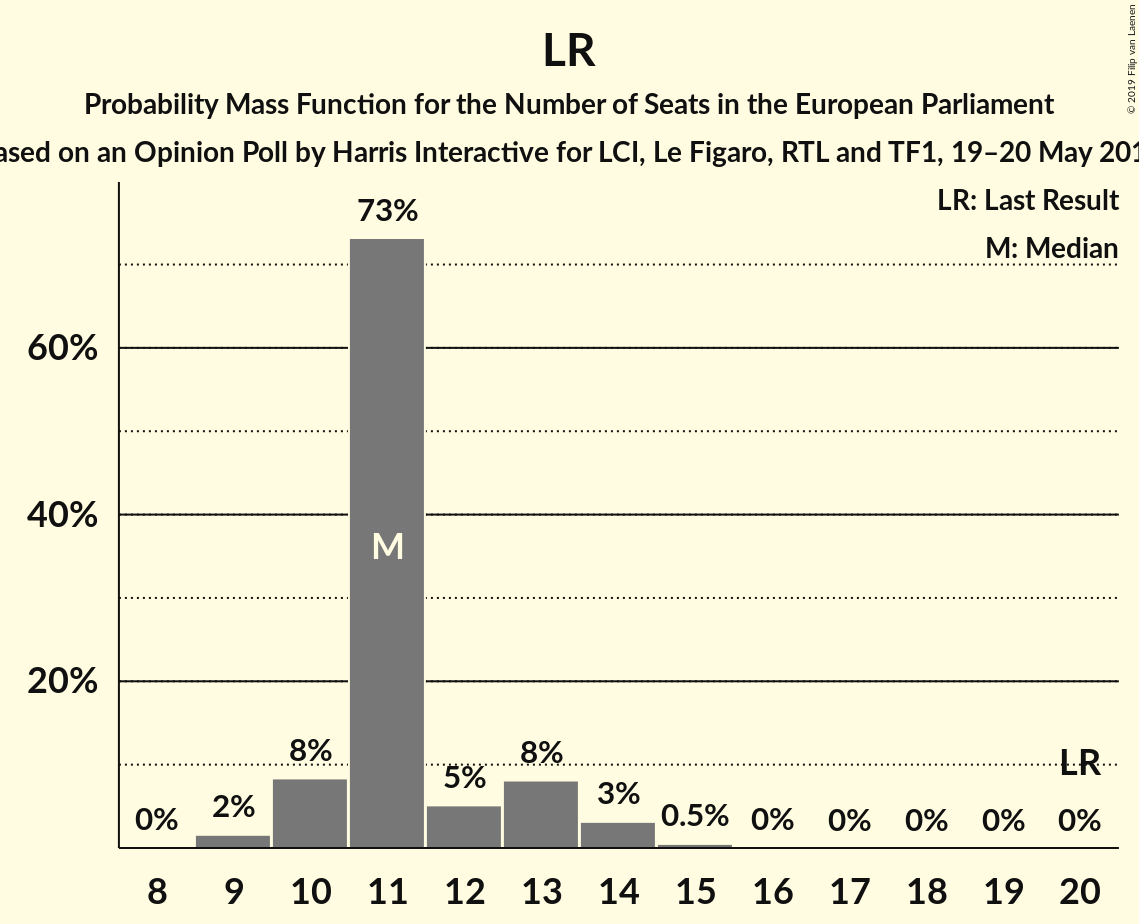 LR
Probability Mass Function for the Number of Seats in the European Parliament
ased on an Opinion Poll by Harris Interactive for LCI, Le Figaro, RTL and TF1, 19–20 May 201
© 2019 Filip van Laenen
LR: Last Result
M: Median
73%
60%
40%
M
20%
8%
8%
LR
5%
0%
2%
3%
0.5%
0%
0%
0%
0%
0%
8 9 10 11 12 13 14 15 16 17 18 19 20